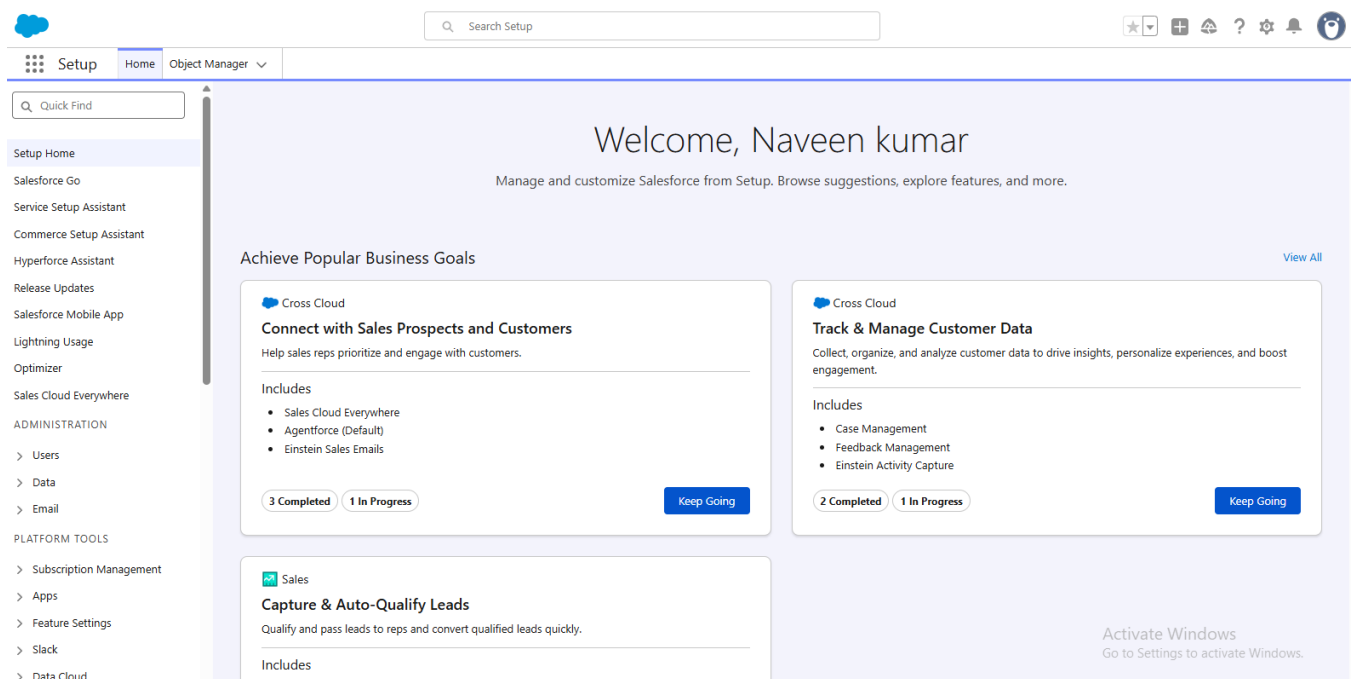 Search Setup
Setup
Home
Object Manager
Quick Find
Setup Home
Salesforce Go
Service Setup Assistant
Commerce Setup Assistant
Hyperforce Assistant
Release Updates
Salesforce Mobile App
Lightning Usage
Optimizer
Sales Cloud Everywhere
ADMINISTRATION
Users
Data
Email
PLATFORM TOOLS
Subscription Management
Apps
Feature Settings
Slack
Data Cloud
Welcome, Naveen kumar
Manage and customize Salesforce from Setup. Browse suggestions, explore features, and more.
Achieve Popular Business Goals
View All
Cross Cloud
Connect with Sales Prospects and Customers
Help sales reps prioritize and engage with customers.
Includes
Sales Cloud Everywhere
Agentforce (Default)
Einstein Sales Emails
3 Completed
1 In Progress
Keep Going
Cross Cloud
Track & Manage Customer Data
Collect, organize, and analyze customer data to drive insights, personalize experiences, and boost
engagement.
Includes
Case Management
Feedback Management
Einstein Activity Capture
2 Completed
1 In Progress
Keep Going
Sales
Capture & Auto-Qualify Leads
Qualify and pass leads to reps and convert qualified leads quickly.
Includes
Activate Windows
Go to Settings to activate Windows.